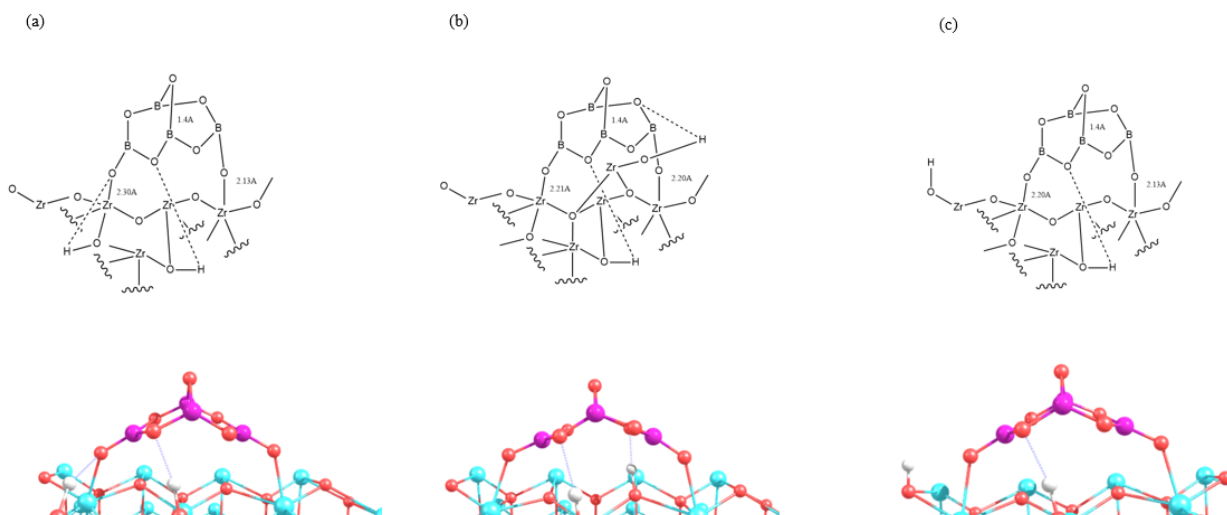 (a)
O
O B O
1.4A
B B
B O O
O O
2.30A 2.13A
O Zr O Zr Zr O Zr O
O
H O Zr
O H
(b)
O
O B O
1.4A
B B H
B O O
Zr O
O O
2.21A 2.20A
O Zr O Zr Zr O Zr O
O
O Zr
O H
(c)
O
O B O
1.4A
B B
H B O O
O O O
2.20A 2.13A
Zr O Zr Zr O Zr O
O
O Zr
O H